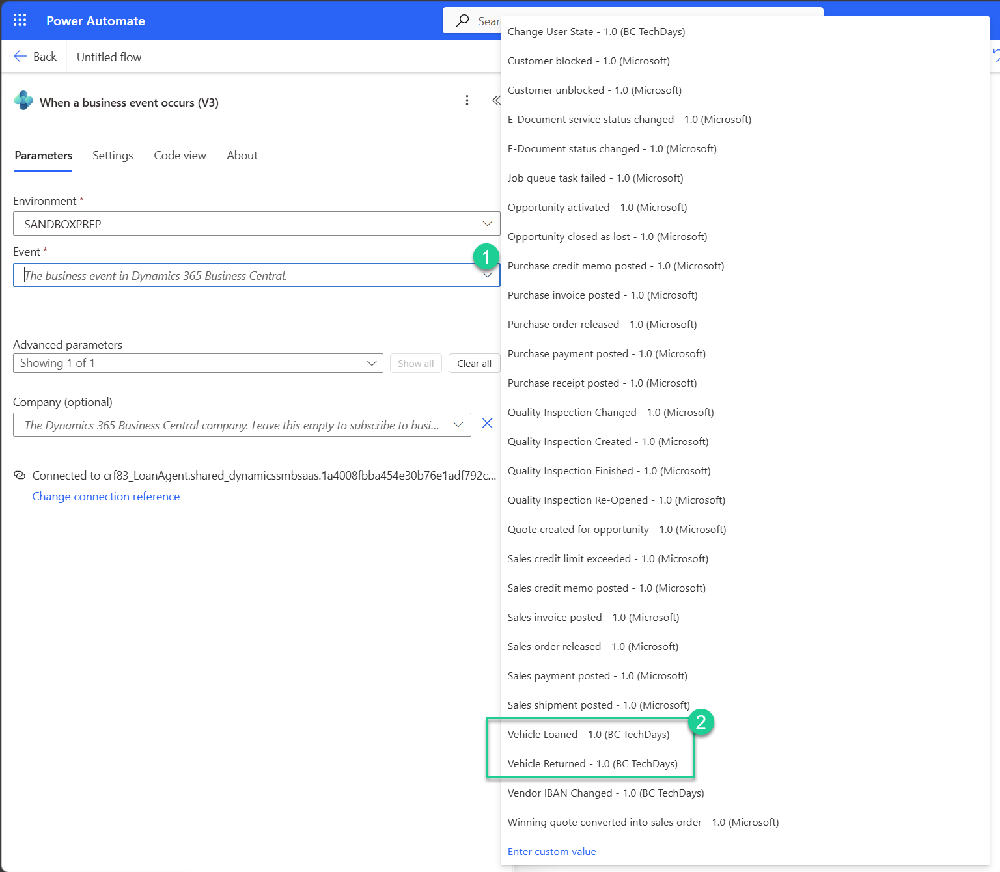 Power Automate
Sear
Back
Untitled flow
When a business event occurs (V3)
Parameters
Settings
Code view
About
Environment *
SANDBOXPREP
Event *
1
The business event in Dynamics 365 Business Central.
Advanced parameters
Showing 1 of 1
Show all
Clear all
Company (optional)
The Dynamics 365 Business Central company. Leave this empty to subscribe to busi...
Connected to crf83_LoanAgent.shared_dynamicssmbsaas.1a4008fbba454e30b76e1adf792c...
Change connection reference
Change User State - 1.0 (BC TechDays)
Customer blocked - 1.0 (Microsoft)
Customer unblocked - 1.0 (Microsoft)
E-Document service status changed - 1.0 (Microsoft)
E-Document status changed - 1.0 (Microsoft)
Job queue task failed - 1.0 (Microsoft)
Opportunity activated - 1.0 (Microsoft)
Opportunity closed as lost - 1.0 (Microsoft)
Purchase credit memo posted - 1.0 (Microsoft)
Purchase invoice posted - 1.0 (Microsoft)
Purchase order released - 1.0 (Microsoft)
Purchase payment posted - 1.0 (Microsoft)
Purchase receipt posted - 1.0 (Microsoft)
Quality Inspection Changed - 1.0 (Microsoft)
Quality Inspection Created - 1.0 (Microsoft)
Quality Inspection Finished - 1.0 (Microsoft)
Quality Inspection Re-Opened - 1.0 (Microsoft)
Quote created for opportunity - 1.0 (Microsoft)
Sales credit limit exceeded - 1.0 (Microsoft)
Sales credit memo posted - 1.0 (Microsoft)
Sales invoice posted - 1.0 (Microsoft)
Sales order released - 1.0 (Microsoft)
Sales payment posted - 1.0 (Microsoft)
Sales shipment posted - 1.0 (Microsoft)
2
Vehicle Loaned - 1.0 (BC TechDays)
Vehicle Returned - 1.0 (BC TechDays)
Vendor IBAN Changed - 1.0 (BC TechDays)
Winning quote converted into sales order - 1.0 (Microsoft)
Enter custom value